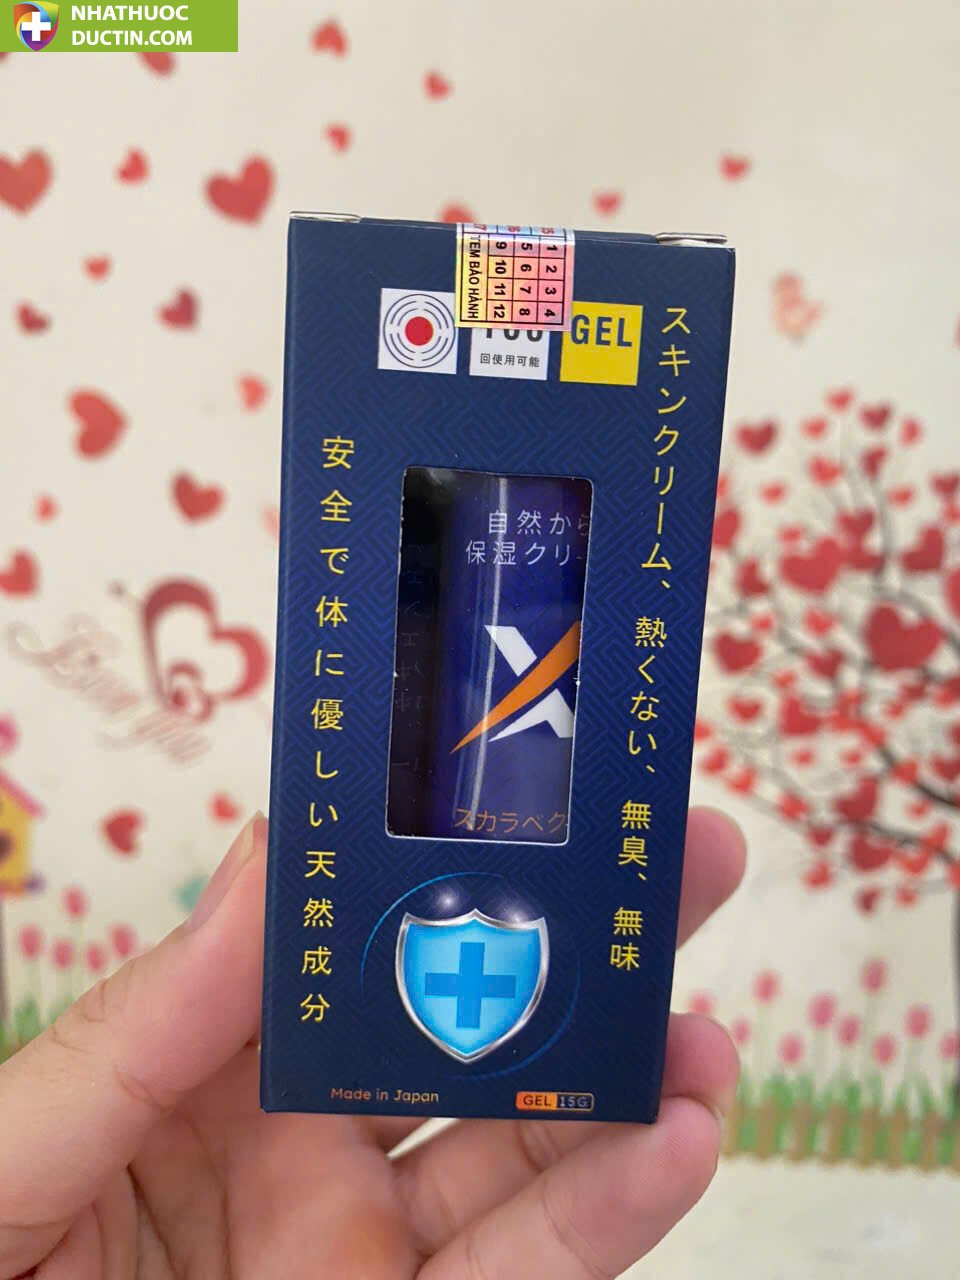 NHATHUOC
DUCTIN.COM
TEM BẢO HÀNH
9 10 11 12
5 6 7 8
1 2 3 4
回使用可能
GEL
スキンクリーム、熱くない、無臭、無味
安全で体に優しい天然成分
自然から
保湿クリー
X
スカラベク
Made in Japan
GEL 15G